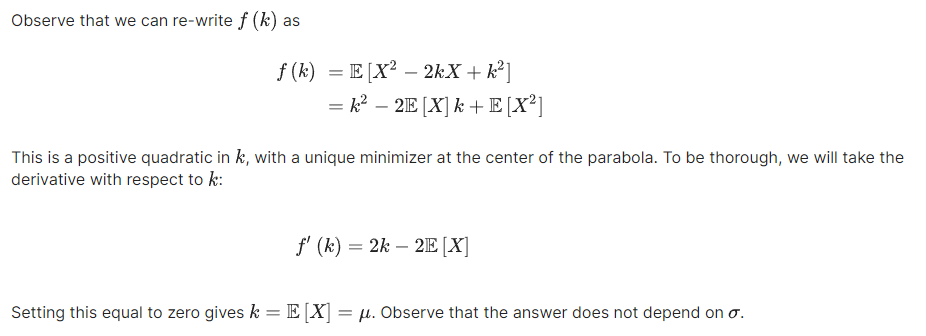 Observe that we can re-write f (k) as
f (k) = 𝔼 [X² − 2kX + k²]
= k² − 2𝔼 [X] k + 𝔼 [X²]
This is a positive quadratic in k, with a unique minimizer at the center of the parabola. To be thorough, we will take the
derivative with respect to k:
f′ (k) = 2k − 2𝔼 [X]
Setting this equal to zero gives k = 𝔼 [X] = μ. Observe that the answer does not depend on σ.